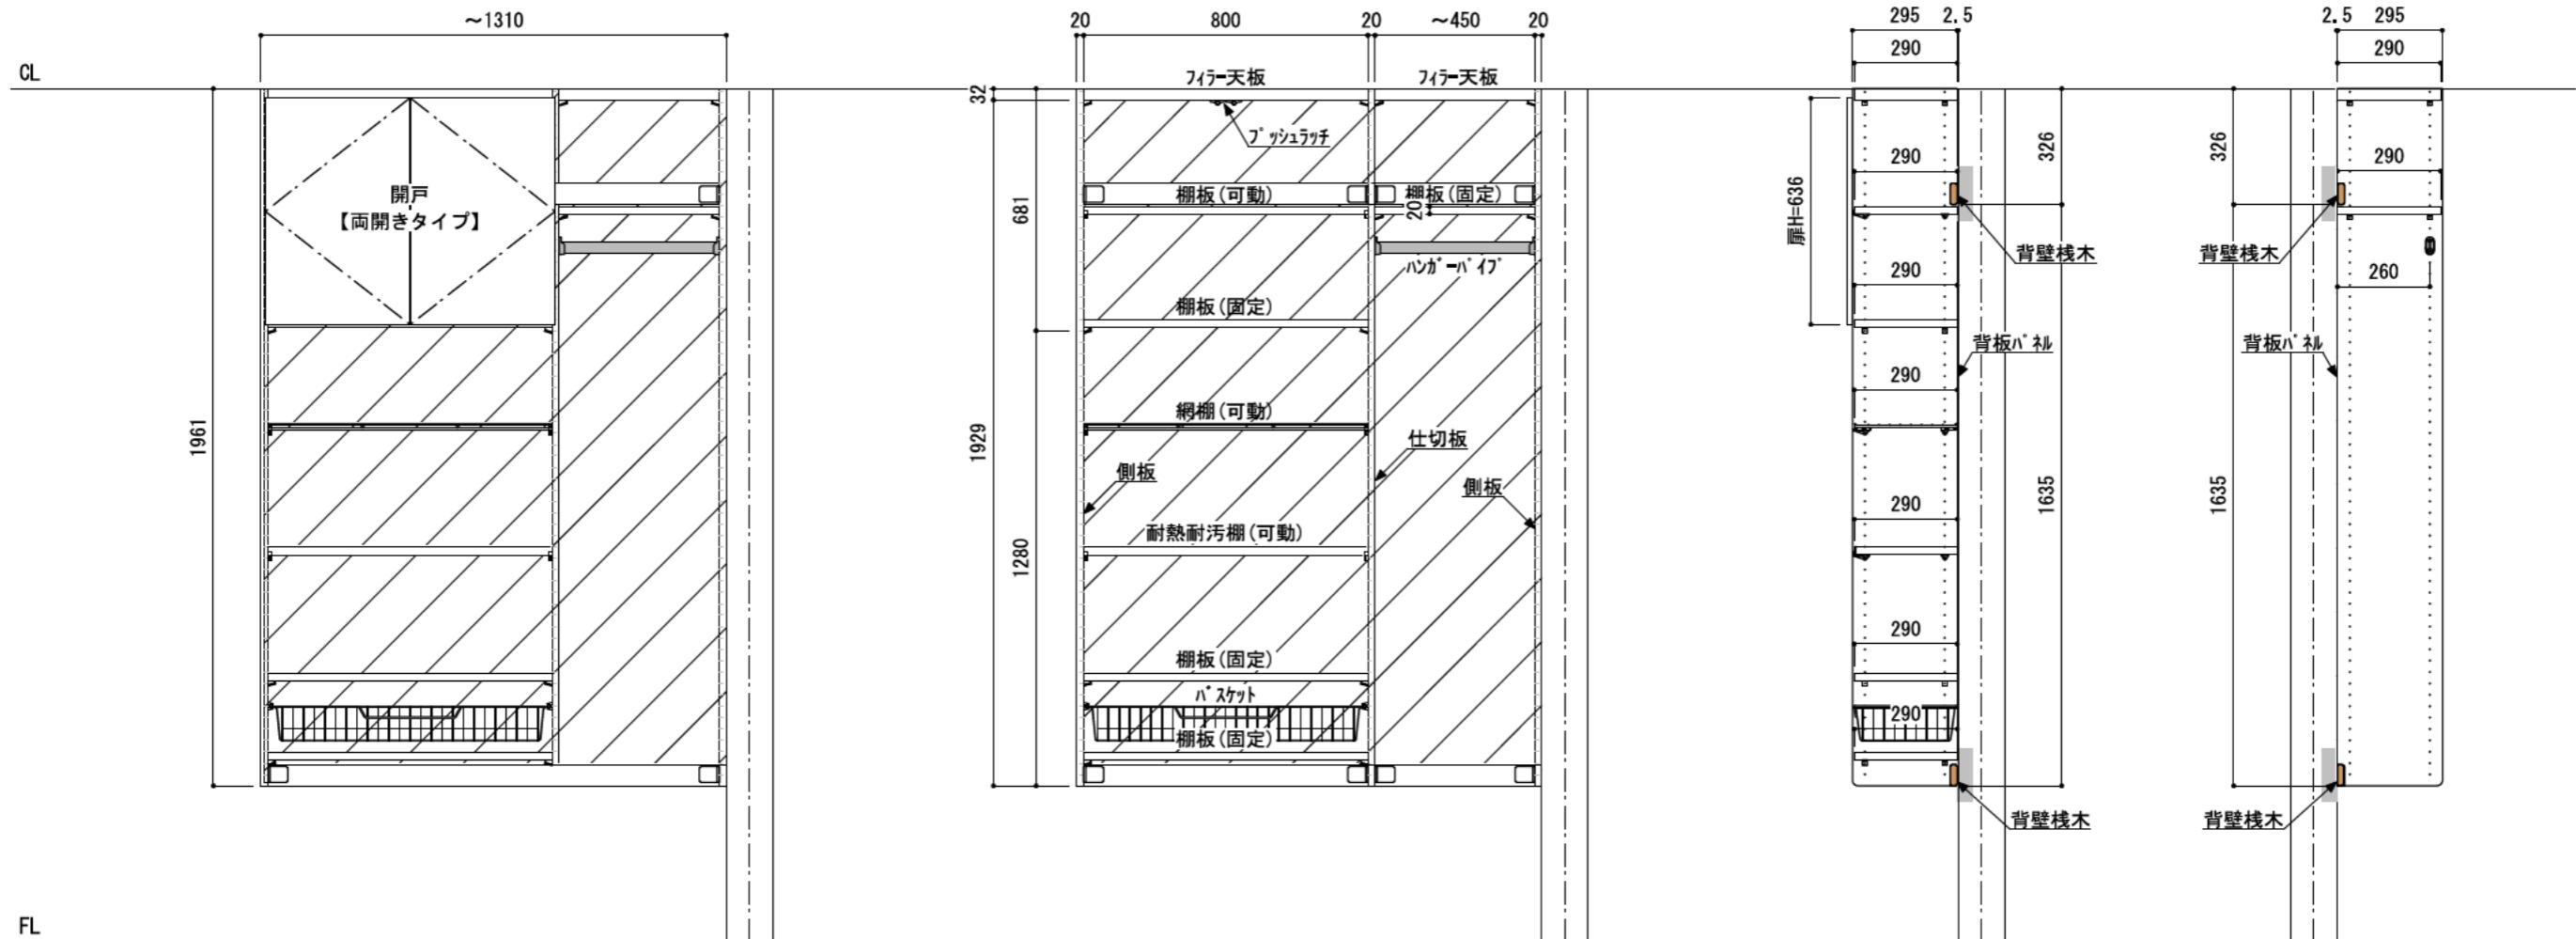 CL
FL
～1310
1961
開戸
【両開きタイプ】
20
800
20
～450
20
フィラー天板
フィラー天板
32
プッシュラッチ
棚板(可動)
棚板(固定)
20
681
ハンガーパイプ
棚板(固定)
網棚(可動)
1929
仕切板
側板
側板
耐熱耐汚棚(可動)
1280
棚板(固定)
バスケット
棚板(固定)
295
2.5
290
326
290
扉H=636
背壁桟木
290
背板パネル
290
290
1635
290
290
背壁桟木
2.5
295
290
326
290
背壁桟木
260
背板パネル
1635
背壁桟木